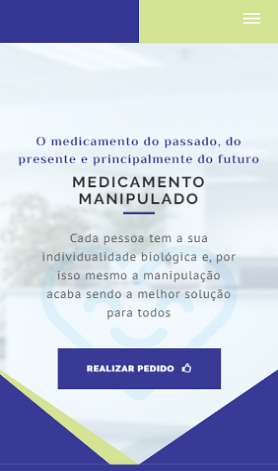 O medicamento do passado, do
presente e principalmente do futuro
MEDICAMENTO
MANIPULADO
Cada pessoa tem a sua
individualidade biológica e, por
isso mesmo a manipulação
acaba sendo a melhor solução
para todos
REALIZAR PEDIDO